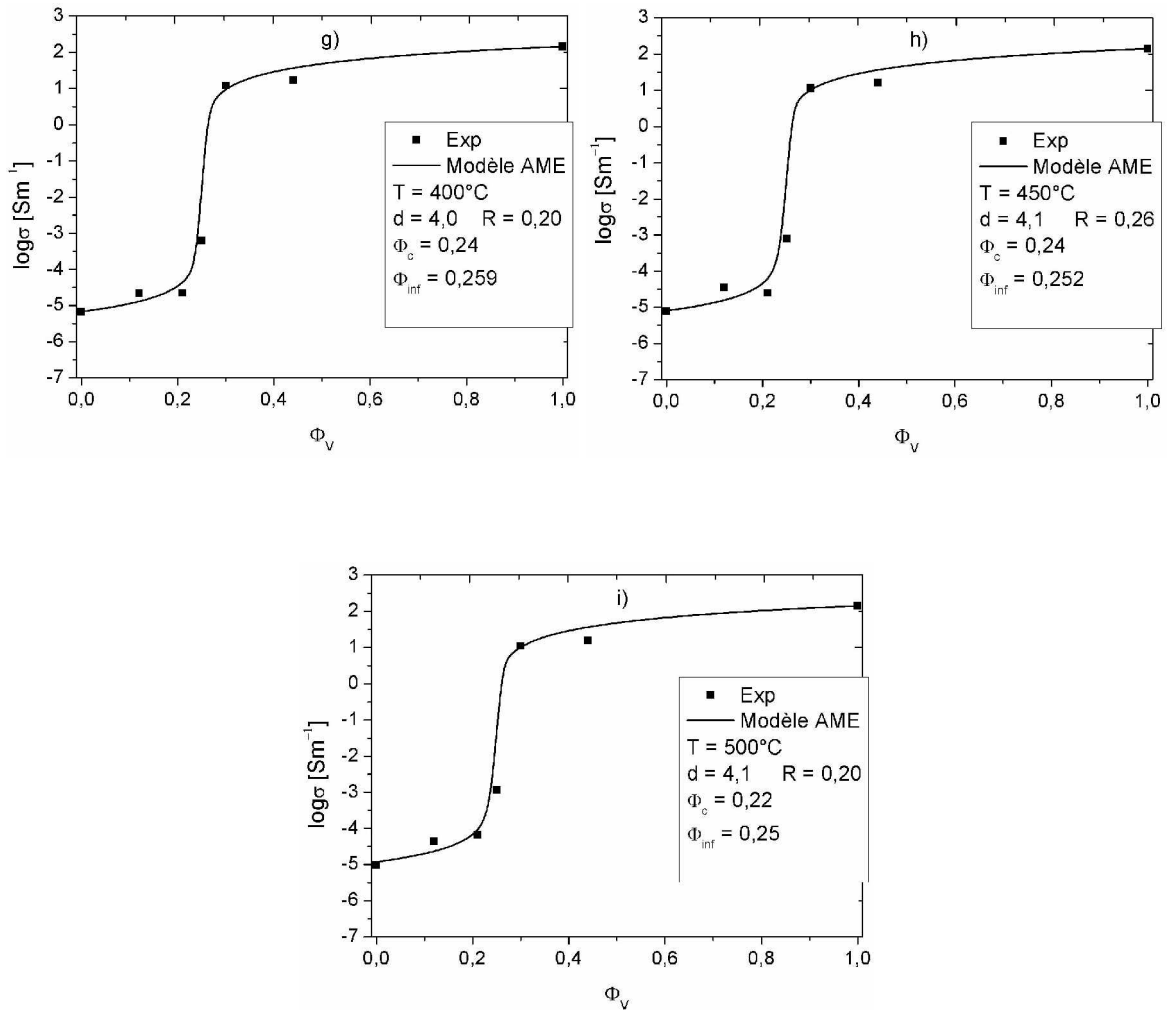 g)
3
2
1
0
-1
-2
-3
-4
-5
-6
-7
logσ [Sm⁻¹]
0,0 0,2 0,4 0,6 0,8 1,0
Φv
Exp
Modèle AME
T = 400°C
d = 4,0 R = 0,20
Φc = 0,24
Φinf = 0,259
h)
3
2
1
0
-1
-2
-3
-4
-5
-6
-7
logσ [Sm⁻¹]
0,0 0,2 0,4 0,6 0,8 1,0
Φv
Exp
Modèle AME
T = 450°C
d = 4,1 R = 0,26
Φc = 0,24
Φinf = 0,252
i)
3
2
1
0
-1
-2
-3
-4
-5
-6
-7
logσ [Sm⁻¹]
0,0 0,2 0,4 0,6 0,8 1,0
Φv
Exp
Modèle AME
T = 500°C
d = 4,1 R = 0,20
Φc = 0,22
Φinf = 0,25